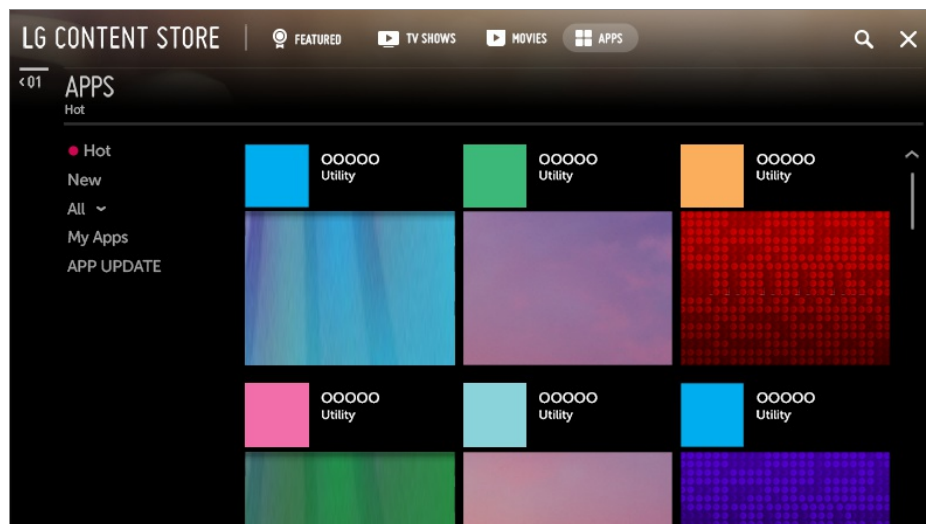 LG CONTENT STORE FEATURED TV SHOWS MOVIES APPS
<01
APPS
Hot
Hot
New
All
My Apps
APP UPDATE
OOOOO
Utility
OOOOO
Utility
OOOOO
Utility
OOOOO
Utility
OOOOO
Utility
OOOOO
Utility